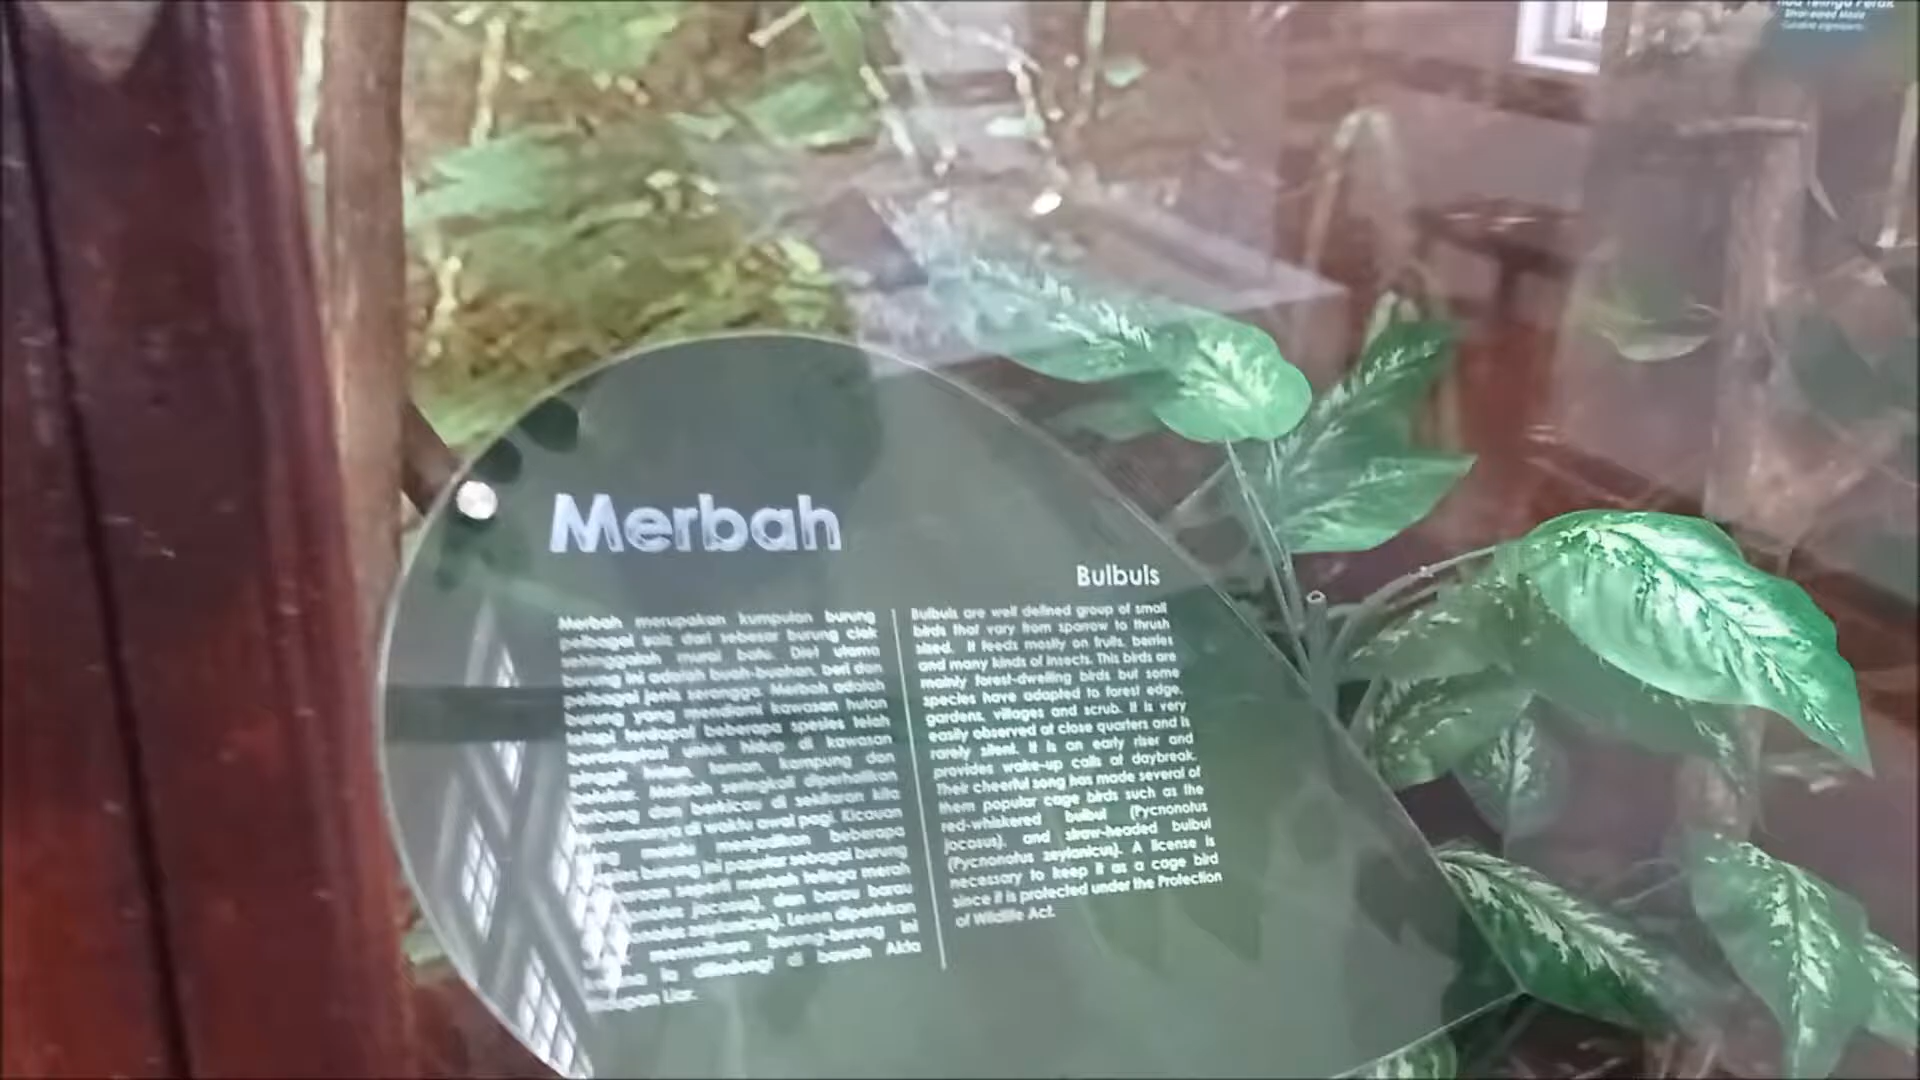 Merbah
Merbah merupakan kumpulan burung
pelbagai saiz dari sebesar burung ciak
sehinggalah murai batu. Diet utama
burung ini adalah buah-buahan, beri dan
pelbagai jenis serangga. Merbah adalah
burung yang mendiami kawasan hutan
tetapi terdapat beberapa spesies telah
beradaptasi untuk hidup di kawasan
pinggir hutan, taman, kampung dan
belukar. Merbah seringkali diperhatikan
terbang dan berkicau di sekitaran kita
di waktu awal pagi. Kicauan
yang merdu menjadikan beberapa
burung ini popular sebagai burung
seperti merbah telinga merah
jocosus), dan barau barau
zeylanicus). Lesen diperlukan
memelihara burung-burung ini
ia dilindungi di bawah Akta
Liar.
Bulbuls
Bulbuls are well defined group of small
birds that vary from sparrow to thrush
sized. It feeds mostly on fruits, berries
and many kinds of insects. This birds are
mainly forest-dwelling birds but some
species have adapted to forest edge,
gardens, villages and scrub. It is very
easily observed at close quarters and is
rarely silent. It is an early riser and
provides wake-up calls at daybreak.
Their cheerful song has made several of
them popular cage birds such as the
red-whiskered bulbul (Pycnonotus
jocosus), and straw-headed bulbul
(Pycnonotus zeylanicus). A license is
necessary to keep it as a cage bird
since it is protected under the Protection
of Wildlife Act.
Telinga Perak